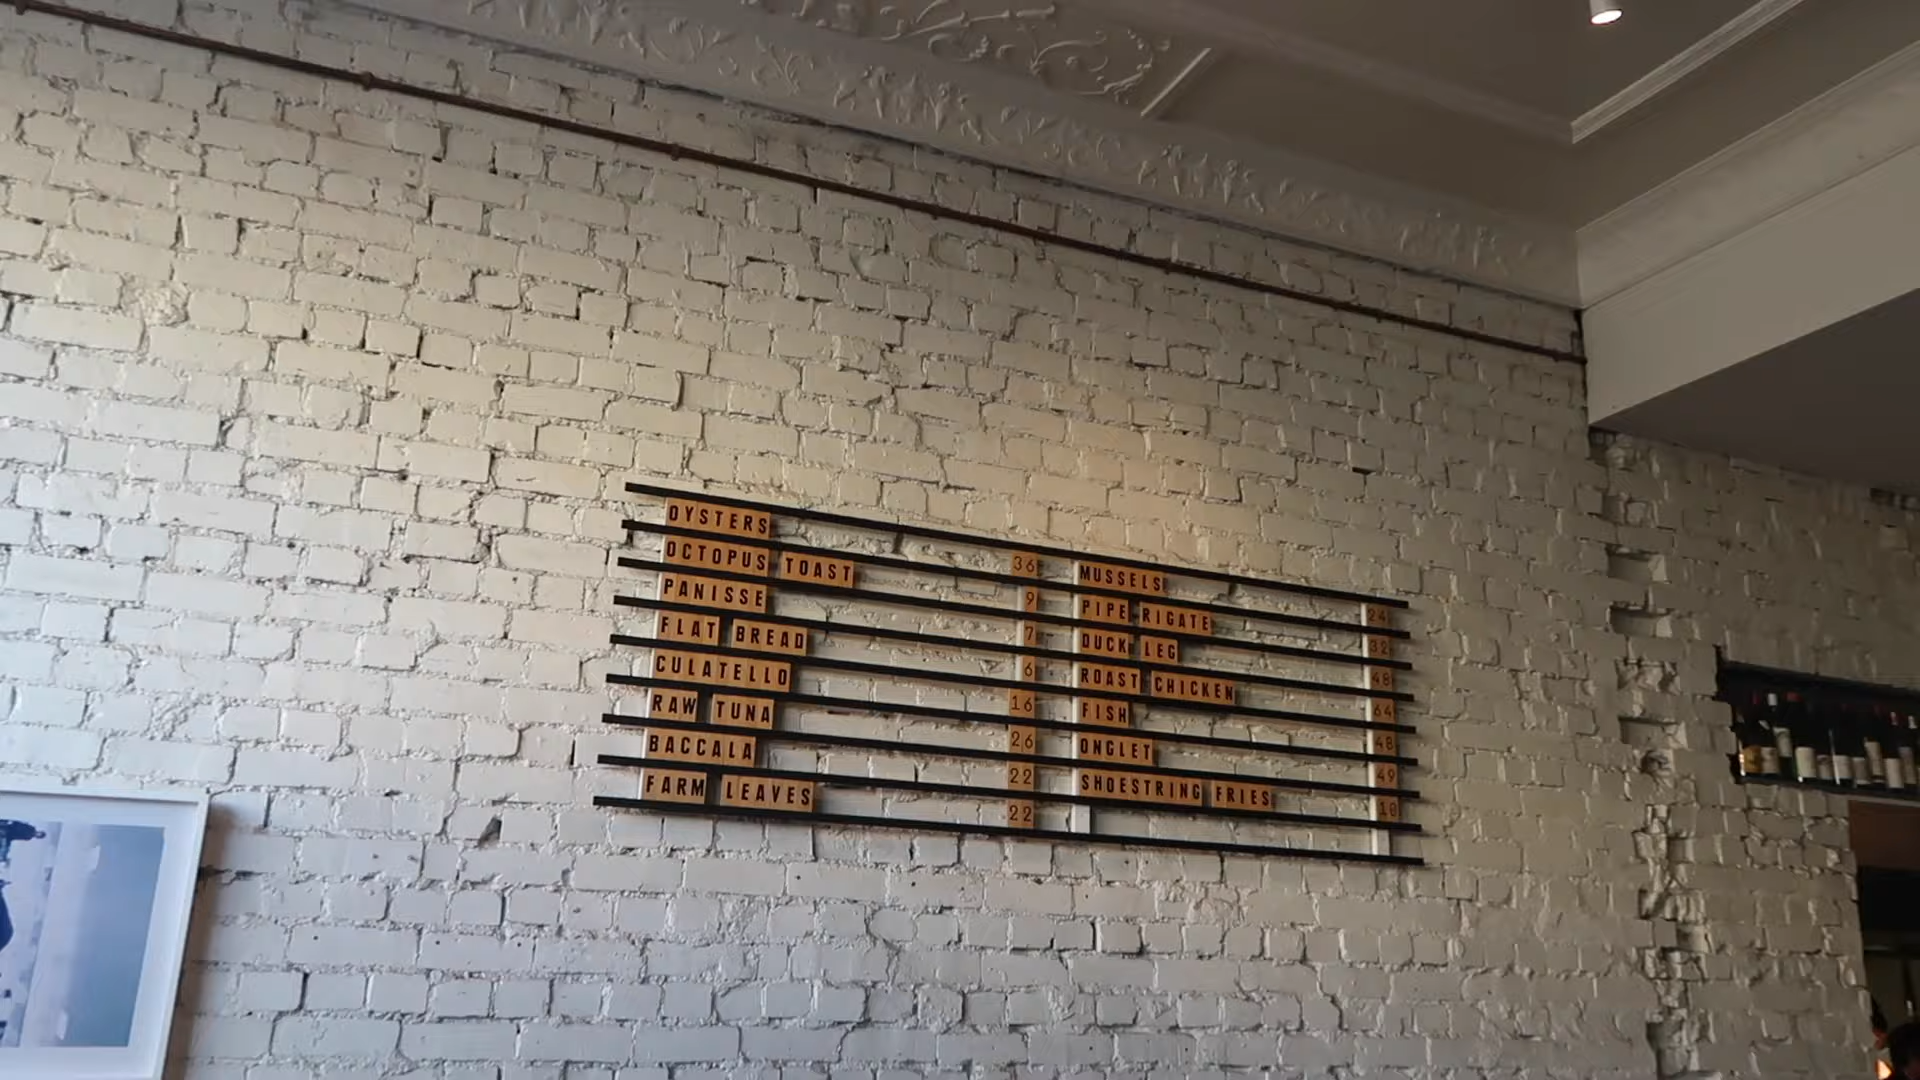 OYSTERS 36
OCTOPUS TOAST 9
PANISSE 7
FLAT BREAD 6
CULATELLO 16
RAW TUNA 26
BACCALA 22
FARM LEAVES 22
MUSSELS 24
PIPE RIGATE 32
DUCK LEG 48
ROAST CHICKEN 64
FISH 48
ONGLET 49
SHOESTRING FRIES 10